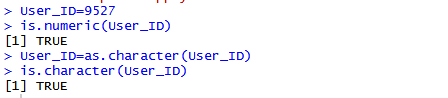 > User_ID=9527
> is.numeric(User_ID)
[1] TRUE
> User_ID=as.character(User_ID)
> is.character(User_ID)
[1] TRUE